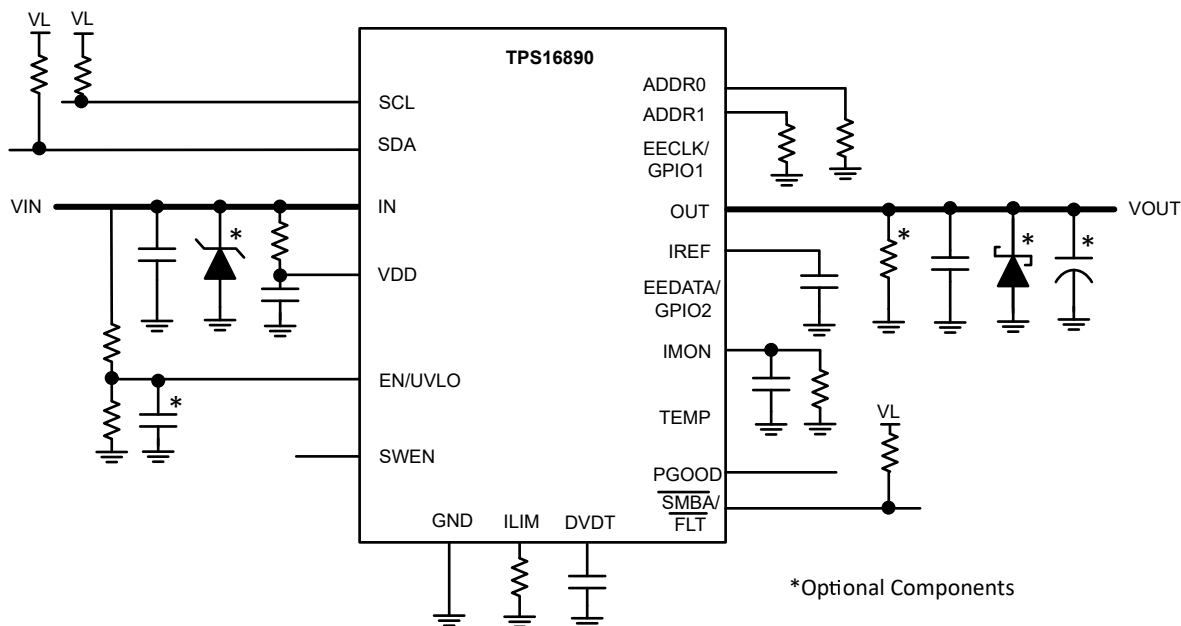 VL
VL
TPS16890
SCL
SDA
VIN
IN
VDD
EN/UVLO
SWEN
GND
ILIM
DVDT
ADDR0
ADDR1
EECLK/
GPIO1
OUT
VOUT
IREF
EEDATA/
GPIO2
IMON
TEMP
VL
PGOOD
SMBA/
FLT
*
*
*
*
*
*Optional Components